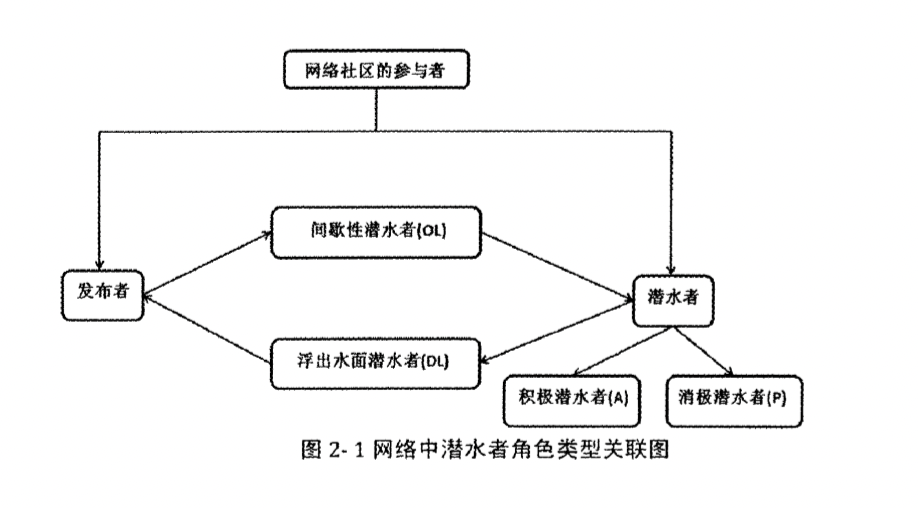 网络社区的参与者
间歇性潜水者(OL)
发布者
潜水者
浮出水面潜水者(DL)
积极潜水者(A)
消极潜水者(P)
图 2- 1 网络中潜水者角色类型关联图